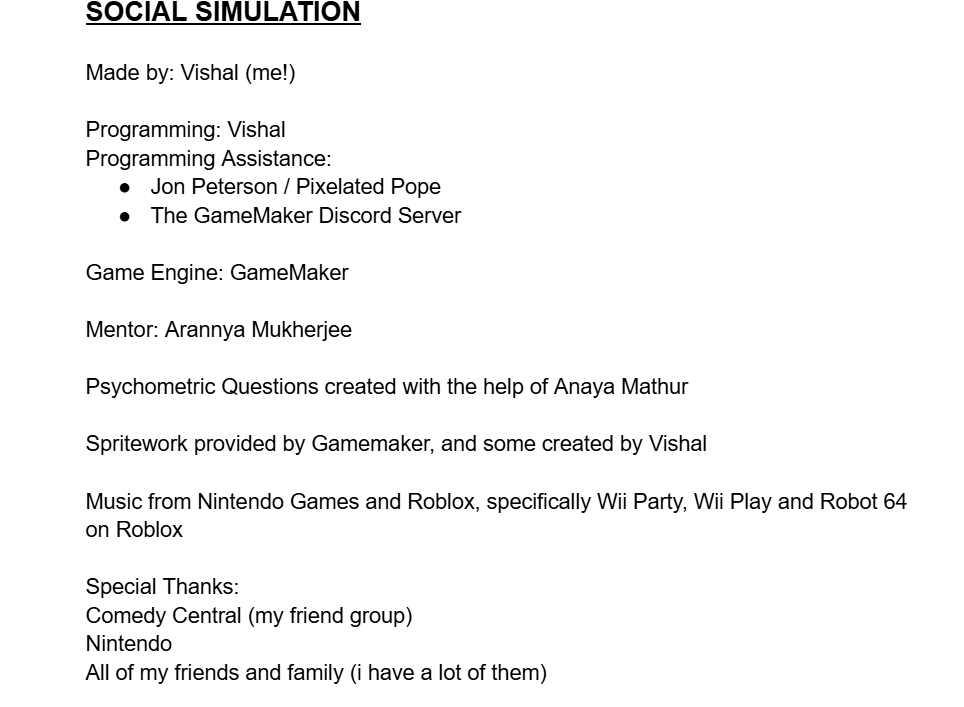 SOCIAL SIMULATION
Made by: Vishal (me!)
Programming: Vishal
Programming Assistance:
● Jon Peterson / Pixelated Pope
● The GameMaker Discord Server
Game Engine: GameMaker
Mentor: Arannya Mukherjee
Psychometric Questions created with the help of Anaya Mathur
Spritework provided by Gamemaker, and some created by Vishal
Music from Nintendo Games and Roblox, specifically Wii Party, Wii Play and Robot 64
on Roblox
Special Thanks:
Comedy Central (my friend group)
Nintendo
All of my friends and family (i have a lot of them)